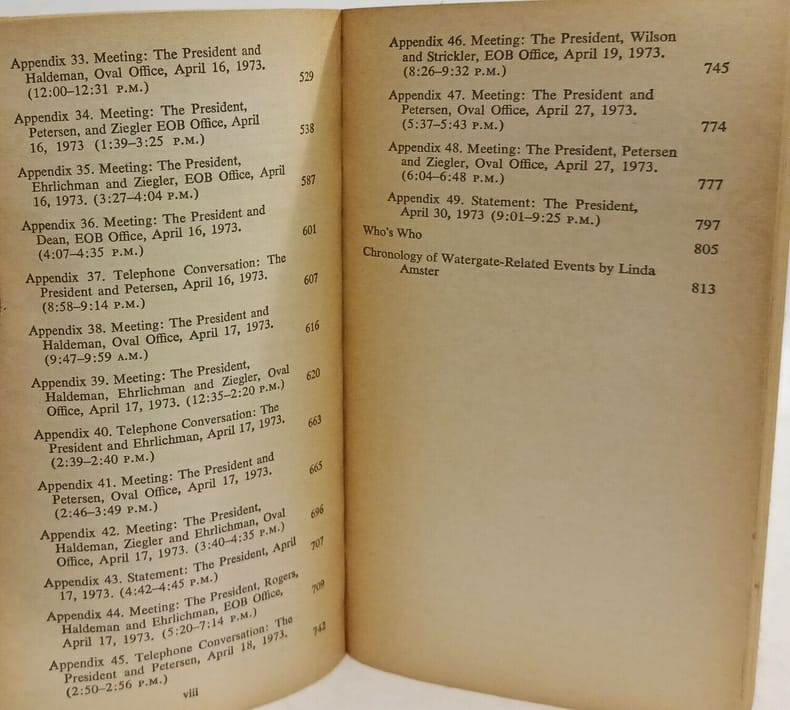 Appendix 33. Meeting: The President and
Haldeman, Oval Office, April 16, 1973.
(12:00–12:31 P.M.) 529
Appendix 34. Meeting: The President,
Petersen, and Ziegler EOB Office, April
16, 1973 (1:39–3:25 P.M.) 538
Appendix 35. Meeting: The President,
Ehrlichman and Ziegler, EOB Office, April
16, 1973. (3:27–4:04 P.M.) 587
Appendix 36. Meeting: The President and
Dean, EOB Office, April 16, 1973.
(4:07–4:35 P.M.) 601
Appendix 37. Telephone Conversation: The
President and Petersen, April 16, 1973.
(8:58–9:14 P.M.) 607
Appendix 38. Meeting: The President and
Haldeman, Oval Office, April 17, 1973.
(9:47–9:59 A.M.) 616
Appendix 39. Meeting: The President,
Haldeman, Ehrlichman and Ziegler, Oval
Office, April 17, 1973. (12:35–2:20 P.M.) 620
Appendix 40. Telephone Conversation: The
President and Ehrlichman, April 17, 1973.
(2:39–2:40 P.M.) 663
Appendix 41. Meeting: The President and
Petersen, Oval Office, April 17, 1973.
(2:46–3:49 P.M.) 665
Appendix 42. Meeting: The President,
Haldeman, Ziegler and Ehrlichman, Oval
Office, April 17, 1973. (3:40–4:35 P.M.) 696
Appendix 43. Statement: The President, April
17, 1973. (4:42–4:45 P.M.) 707
Appendix 44. Meeting: The President, Rogers,
Haldeman and Ehrlichman, EOB Office,
April 17, 1973. (5:20–7:14 P.M.) 709
Appendix 45. Telephone Conversation: The
President and Petersen, April 18, 1973.
(2:50–2:56 P.M.) 742
viii
Appendix 46. Meeting: The President, Wilson
and Strickler, EOB Office, April 19, 1973.
(8:26–9:32 P.M.) 745
Appendix 47. Meeting: The President and
Petersen, Oval Office, April 27, 1973.
(5:37–5:43 P.M.) 774
Appendix 48. Meeting: The President, Petersen
and Ziegler, Oval Office, April 27, 1973.
(6:04–6:48 P.M.) 777
Appendix 49. Statement: The President,
April 30, 1973 (9:01–9:25 P.M.) 797
Who's Who 805
Chronology of Watergate-Related Events by Linda
Amster 813